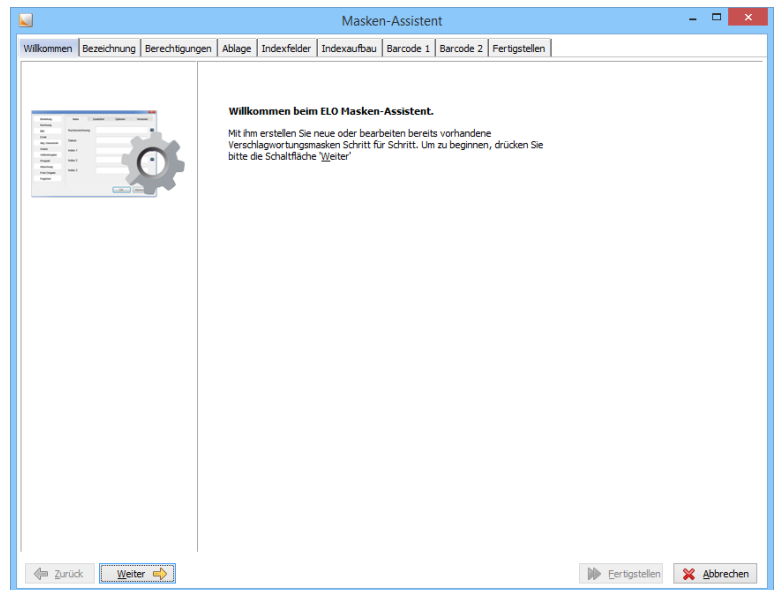 Masken-Assistent
Willkommen Bezeichnung Berechtigungen Ablage Indexfelder Indexaufbau Barcode 1 Barcode 2 Fertigstellen
Willkommen beim ELO Masken-Assistent.
Mit ihm erstellen Sie neue oder bearbeiten bereits vorhandene
Verschlagwortungsmasken Schritt für Schritt. Um zu beginnen, drücken Sie
bitte die Schaltfläche 'Weiter'
Zurück Weiter Fertigstellen Abbrechen